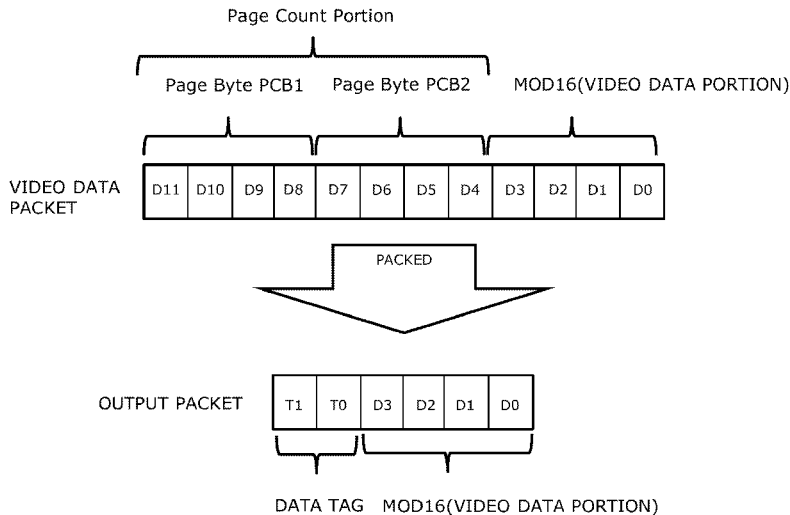 Page Count Portion
Page Byte PCB1 Page Byte PCB2 MOD16(VIDEO DATA PORTION)
VIDEO DATA PACKET
D11 D10 D9 D8 D7 D6 D5 D4 D3 D2 D1 D0
PACKED
OUTPUT PACKET T1 T0 D3 D2 D1 D0
DATA TAG MOD16(VIDEO DATA PORTION)